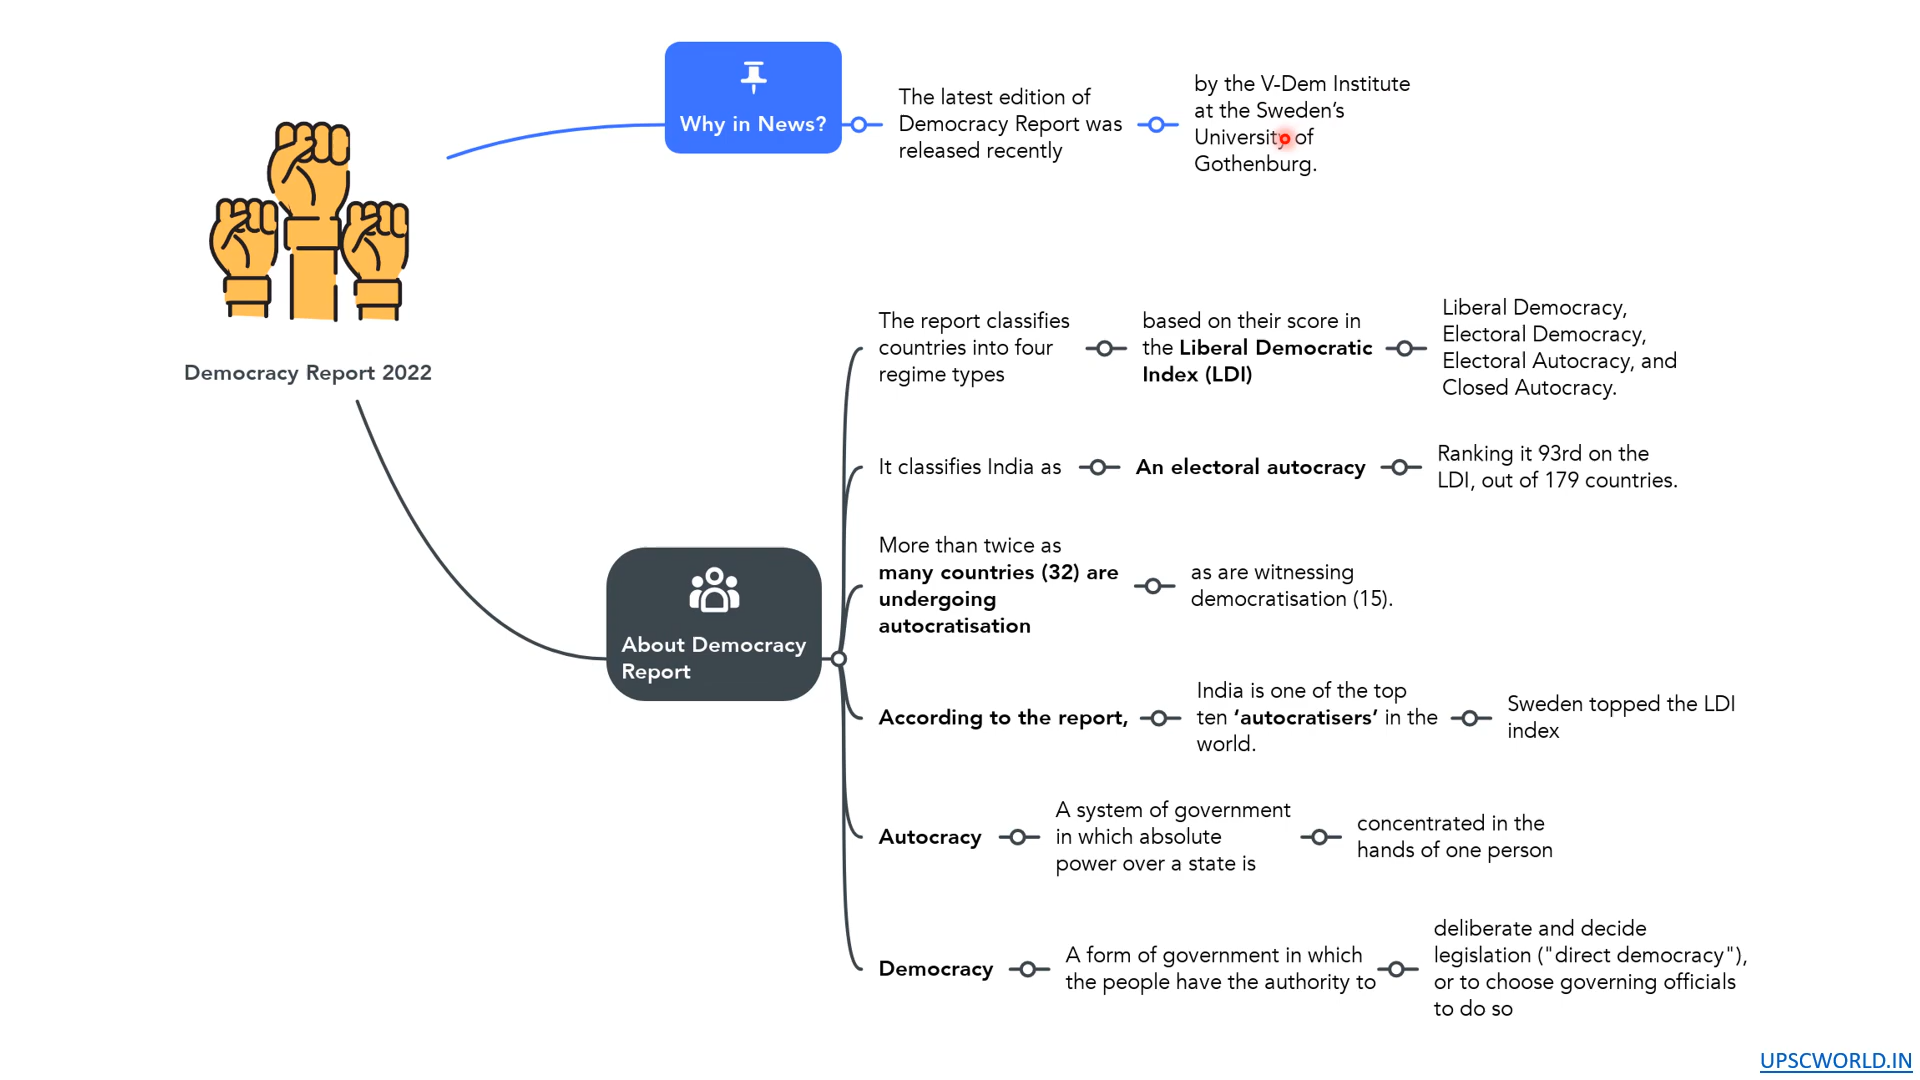 Why in News?
The latest edition of
Democracy Report was
released recently
by the V-Dem Institute
at the Sweden’s
University of
Gothenburg.
Democracy Report 2022
About Democracy
Report
The report classifies
countries into four
regime types
based on their score in
the Liberal Democratic
Index (LDI)
Liberal Democracy,
Electoral Democracy,
Electoral Autocracy, and
Closed Autocracy.
It classifies India as
An electoral autocracy
Ranking it 93rd on the
LDI, out of 179 countries.
More than twice as
many countries (32) are
undergoing
autocratisation
as are witnessing
democratisation (15).
According to the report,
India is one of the top
ten ‘autocratisers’ in the
world.
Sweden topped the LDI
index
Autocracy
A system of government
in which absolute
power over a state is
concentrated in the
hands of one person
Democracy
A form of government in which
the people have the authority to
deliberate and decide
legislation ("direct democracy"),
or to choose governing officials
to do so
UPSCWORLD.IN